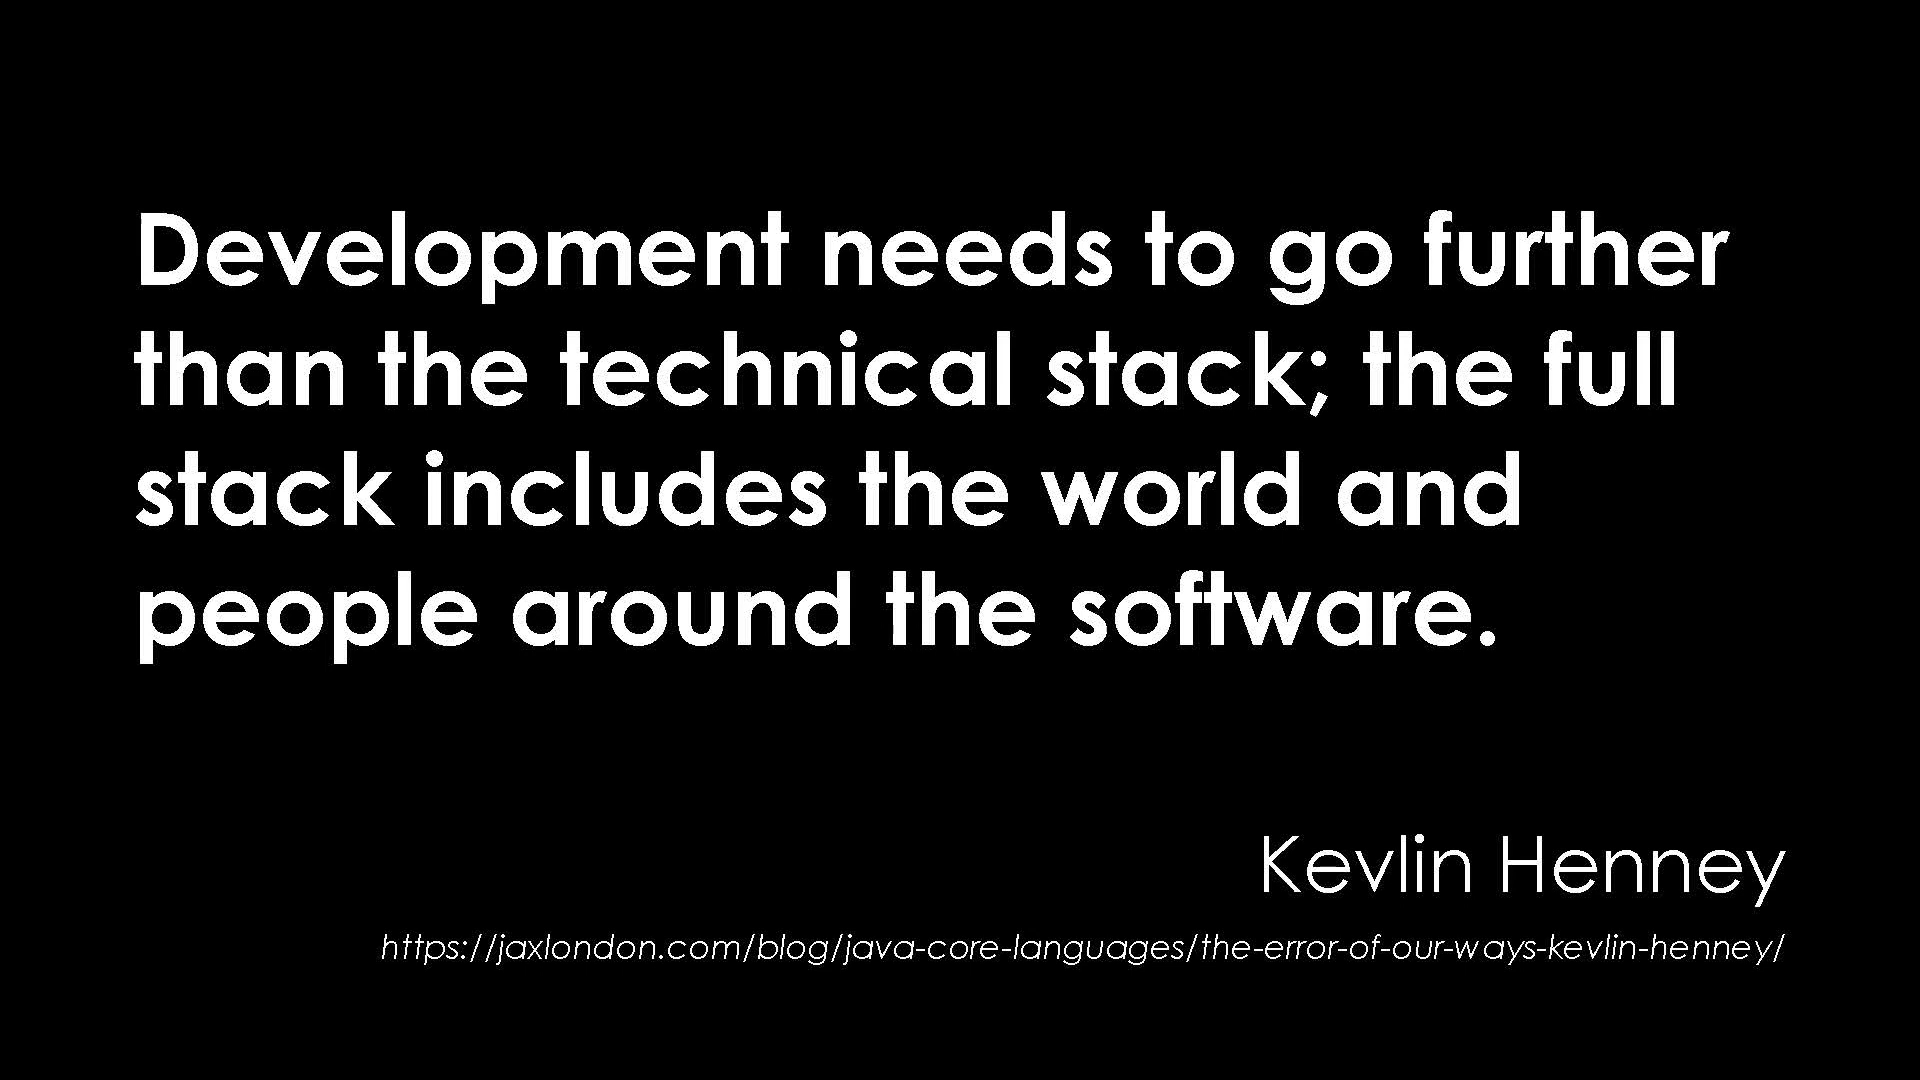 Development needs to go further
than the technical stack; the full
stack includes the world and
people around the software.
Kevlin Henney
https://jaxlondon.com/blog/java-core-languages/the-error-of-our-ways-kevlin-henney/